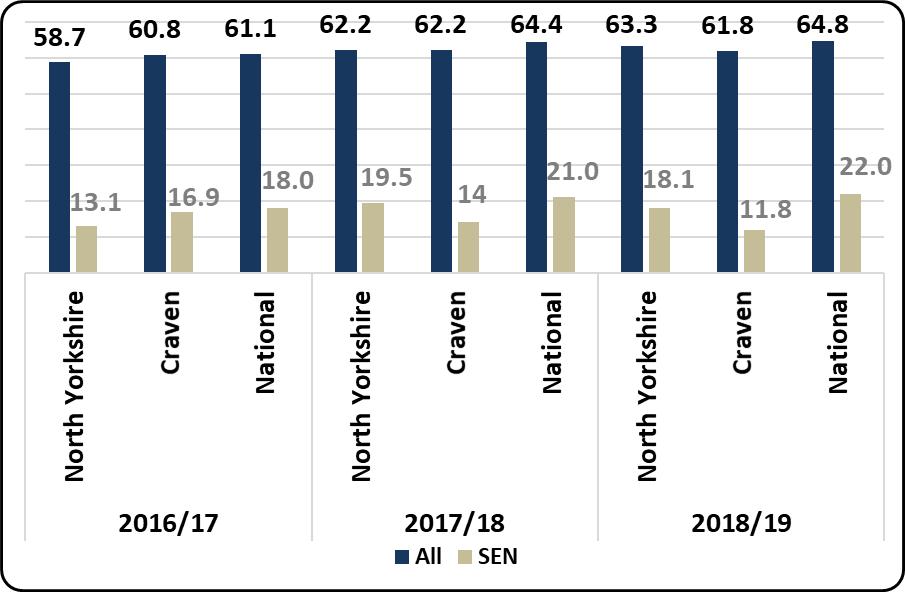 58.7 60.8 61.1 62.2 62.2 64.4 63.3 61.8 64.8
13.1 16.9 18.0 19.5 14 21.0 18.1 11.8 22.0
North Yorkshire Craven National North Yorkshire Craven National North Yorkshire Craven National
2016/17 2017/18 2018/19
All SEN